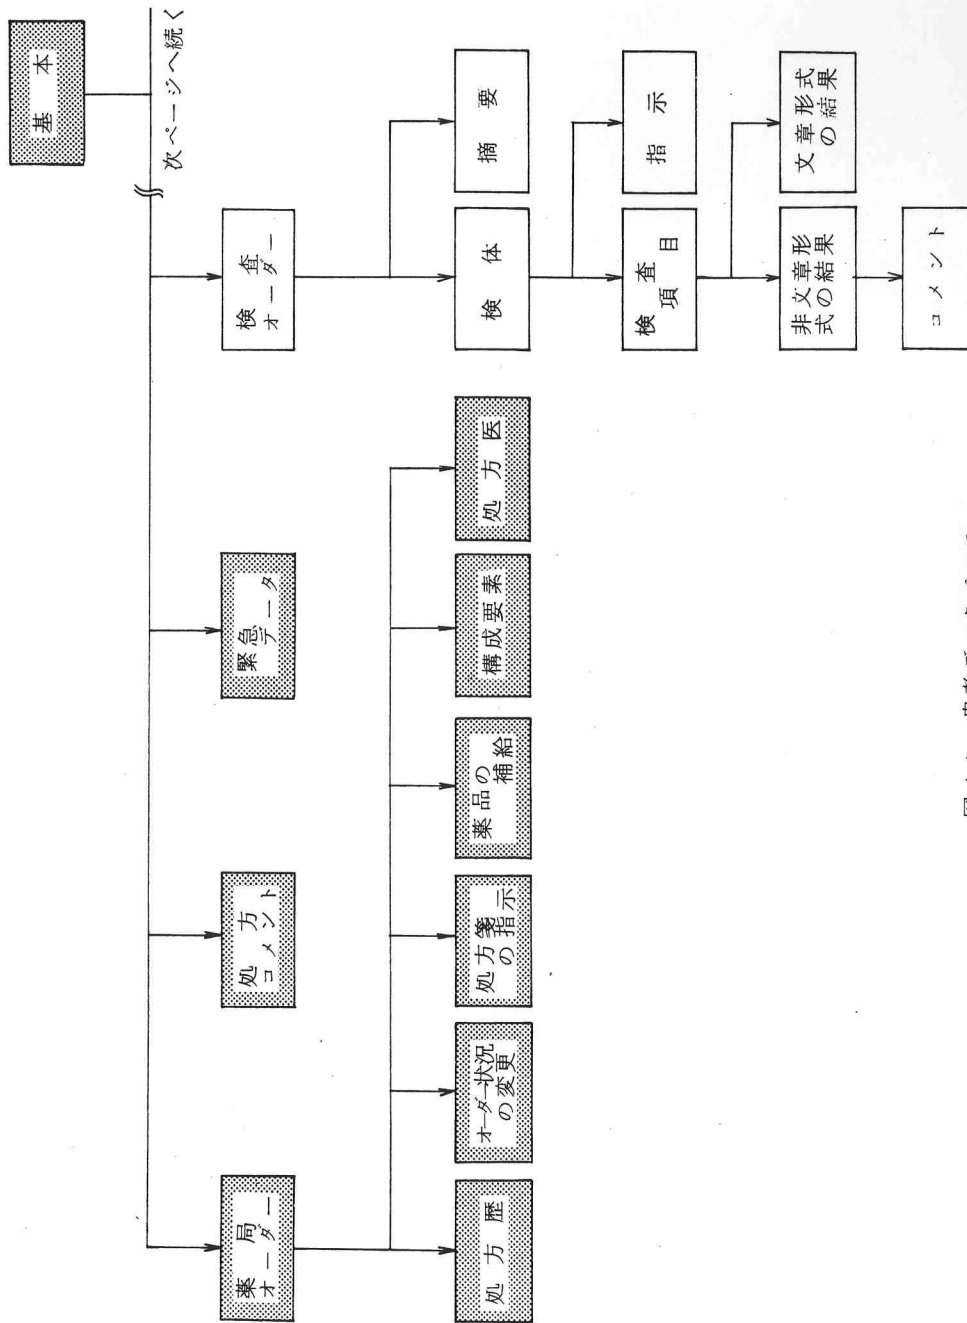 基本
次ページへ続く
薬局
オーダー
処方
コメント
緊急
データ
検査
オーダー
処方歴
オーダー状況
の変更
処方箋
の指示
薬品の
補給
構成要素
処方医
検体
摘要
検査
項目
指示
非文章形
式の結果
文章形式
の結果
コメント